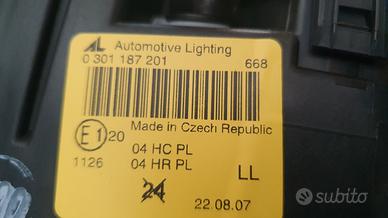 AL Automotive Lighting
0 301 187 201 668
Made in Czech Republic
E1 20 04 HC PL
1126 04 HR PL LL
24 22.08.07
subito